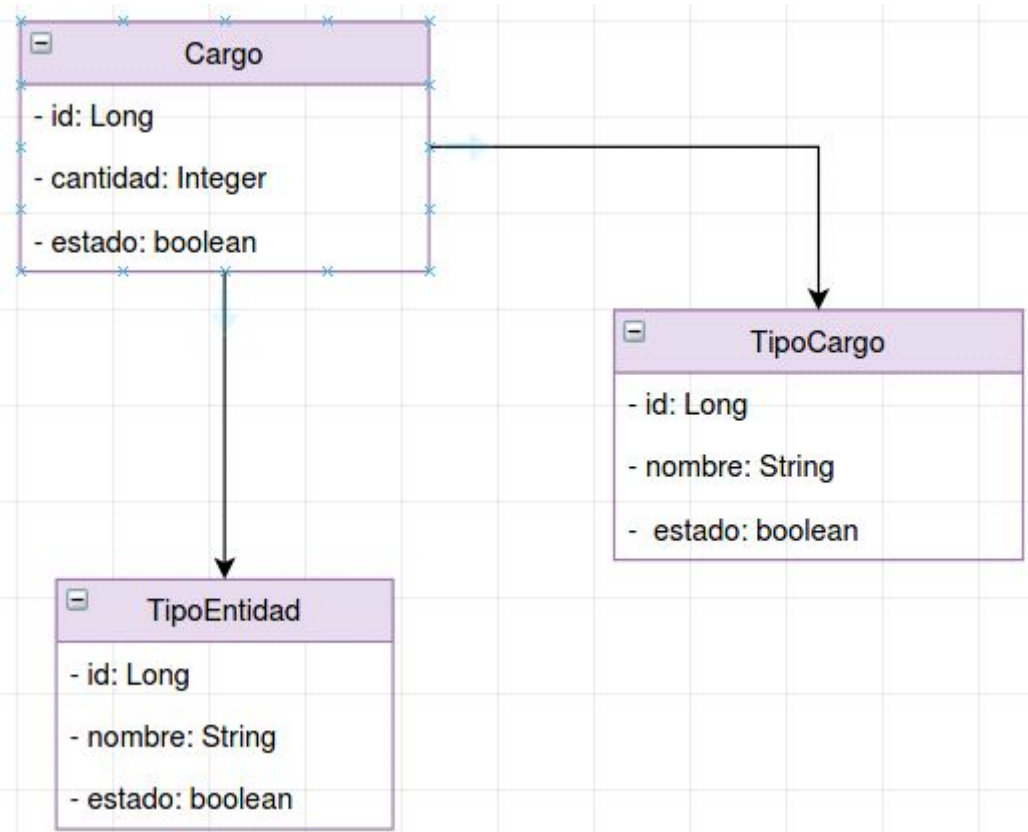 Cargo
- id: Long
- cantidad: Integer
- estado: boolean
TipoCargo
- id: Long
- nombre: String
- estado: boolean
TipoEntidad
- id: Long
- nombre: String
- estado: boolean